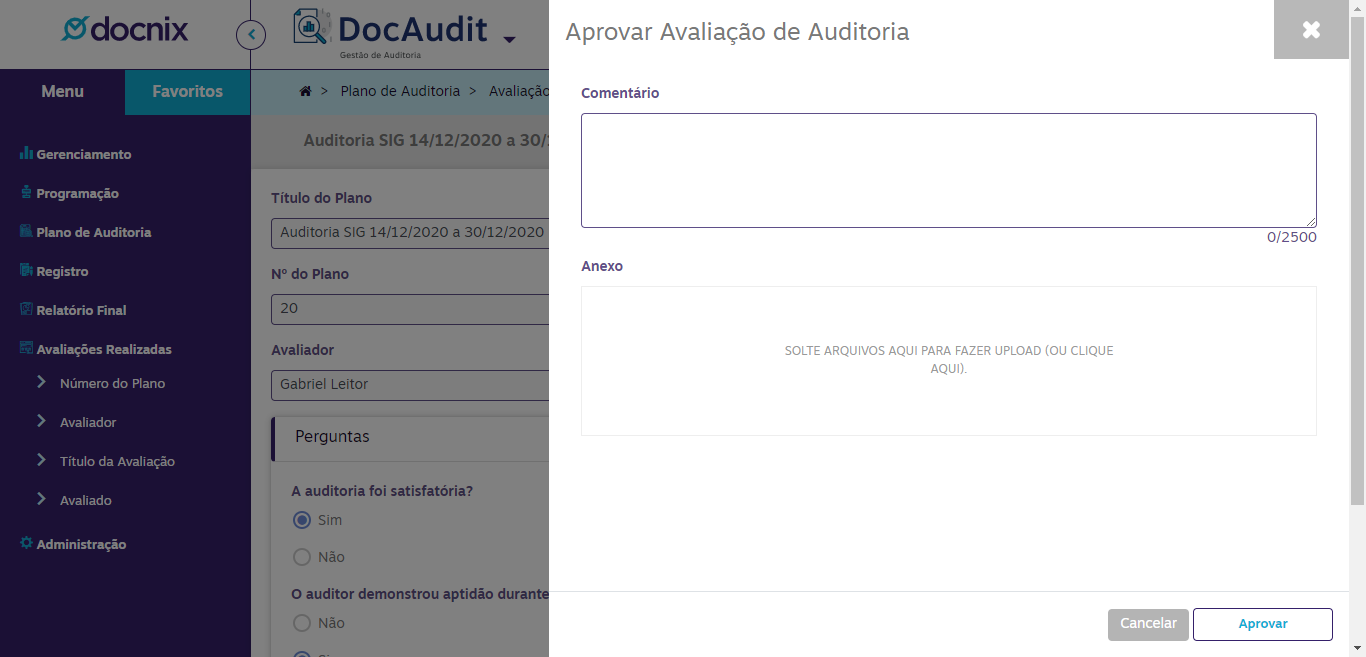 docnix
DocAudit
Gestão de Auditoria
Menu
Favoritos
Gerenciamento
Programação
Plano de Auditoria
Registro
Relatório Final
Avaliações Realizadas
Número do Plano
Avaliador
Título da Avaliação
Avaliado
Administração
> Plano de Auditoria > Avaliação
Auditoria SIG 14/12/2020 a 30/
Título do Plano
Auditoria SIG 14/12/2020 a 30/12/2020
Nº do Plano
20
Avaliador
Gabriel Leitor
Perguntas
A auditoria foi satisfatória?
Sim
Não
O auditor demonstrou aptidão durante
Não
Aprovar Avaliação de Auditoria
Comentário
0/2500
Anexo
SOLTE ARQUIVOS AQUI PARA FAZER UPLOAD (OU CLIQUE
AQUI).
Cancelar
Aprovar